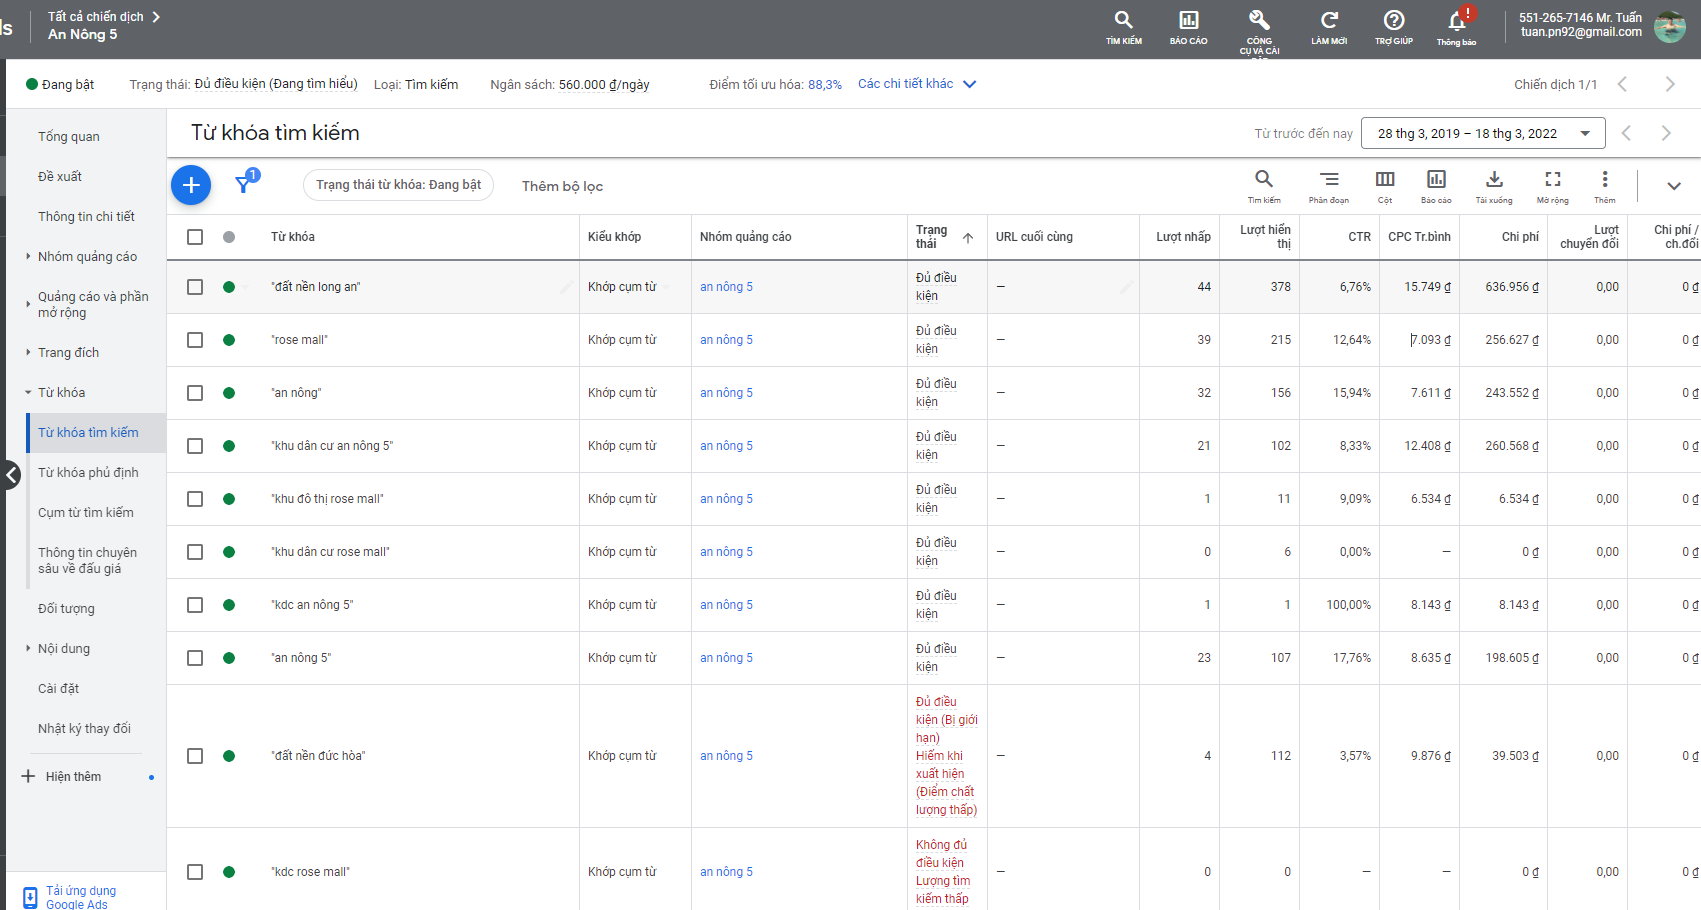 ds
Tất cả chiến dịch
An Nông 5
TÌM KIẾM
BÁO CÁO
CÔNG
CỤ VÀ CÀI
LÀM MỚI
TRỢ GIÚP
Thông báo
551-265-7146 Mr. Tuấn
tuan.pn92@gmail.com
Đang bật
Trạng thái: Đủ điều kiện (Đang tìm hiểu)
Loại: Tìm kiếm
Ngân sách: 560.000 ₫/ngày
Điểm tối ưu hóa: 88,3%
Các chi tiết khác
Chiến dịch 1/1
Tổng quan
Đề xuất
Thông tin chi tiết
Nhóm quảng cáo
Quảng cáo và phần
mở rộng
Trang đích
Từ khóa
Từ khóa tìm kiếm
Từ khóa phủ định
Cụm từ tìm kiếm
Thông tin chuyên
sâu về đấu giá
Đối tượng
Nội dung
Cài đặt
Nhật ký thay đổi
Hiện thêm
Tải ứng dụng
Google Ads
Từ khóa tìm kiếm
Từ trước đến nay
28 thg 3, 2019 – 18 thg 3, 2022
1
Trạng thái từ khóa: Đang bật
Thêm bộ lọc
Tìm kiếm
Phân đoạn
Cột
Báo cáo
Tải xuống
Mở rộng
Thêm
Từ khóa
Kiểu khớp
Nhóm quảng cáo
Trạng
thái
URL cuối cùng
Lượt nhấp
Lượt hiển
thị
CTR
CPC Tr.bình
Chi phí
Lượt
chuyển đổi
Chi phí /
ch.đổi
"đất nền long an" Khớp cụm từ an nông 5 Đủ điều
kiện
— 44 378 6,76% 15.749 ₫ 636.956 ₫ 0,00 0 ₫
"rose mall" Khớp cụm từ an nông 5 Đủ điều
kiện
— 39 215 12,64% 7.093 ₫ 256.627 ₫ 0,00 0 ₫
"an nông" Khớp cụm từ an nông 5 Đủ điều
kiện
— 32 156 15,94% 7.611 ₫ 243.552 ₫ 0,00 0 ₫
"khu dân cư an nông 5" Khớp cụm từ an nông 5 Đủ điều
kiện
— 21 102 8,33% 12.408 ₫ 260.568 ₫ 0,00 0 ₫
"khu đô thị rose mall" Khớp cụm từ an nông 5 Đủ điều
kiện
— 1 11 9,09% 6.534 ₫ 6.534 ₫ 0,00 0 ₫
"khu dân cư rose mall" Khớp cụm từ an nông 5 Đủ điều
kiện
— 0 6 0,00% — 0 ₫ 0,00 0 ₫
"kdc an nông 5" Khớp cụm từ an nông 5 Đủ điều
kiện
— 1 1 100,00% 8.143 ₫ 8.143 ₫ 0,00 0 ₫
"an nông 5" Khớp cụm từ an nông 5 Đủ điều
kiện
— 23 107 17,76% 8.635 ₫ 198.605 ₫ 0,00 0 ₫
"đất nền đức hòa" Khớp cụm từ an nông 5 Đủ điều
kiện (Bị giới
hạn)
Hiếm khi
xuất hiện
(Điểm chất
lượng thấp)
— 4 112 3,57% 9.876 ₫ 39.503 ₫ 0,00 0 ₫
"kdc rose mall" Khớp cụm từ an nông 5 Không đủ
điều kiện
Lượng tìm
kiếm thấp
— 0 0 — — 0 ₫ 0,00 0 ₫